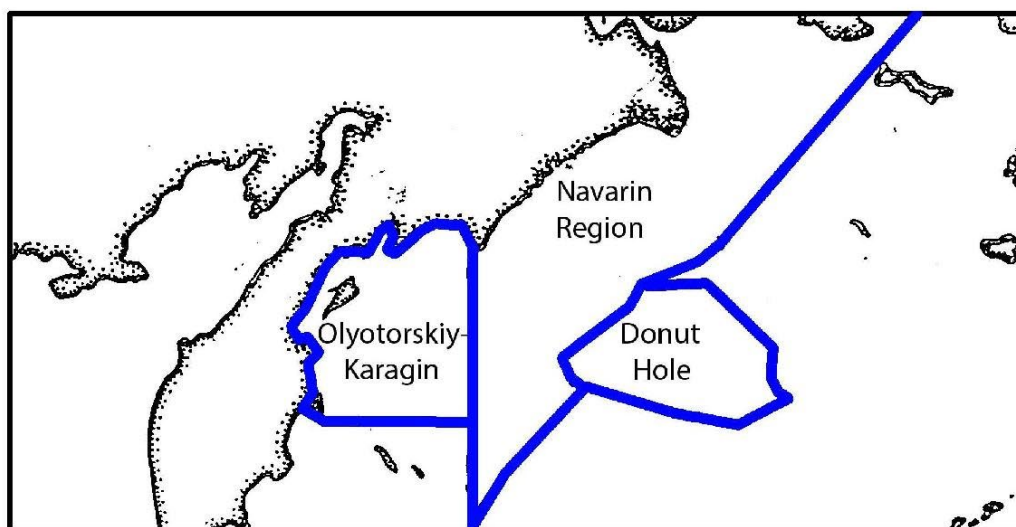 Navarin
Region
Olyotorskiy-
Karagin
Donut
Hole